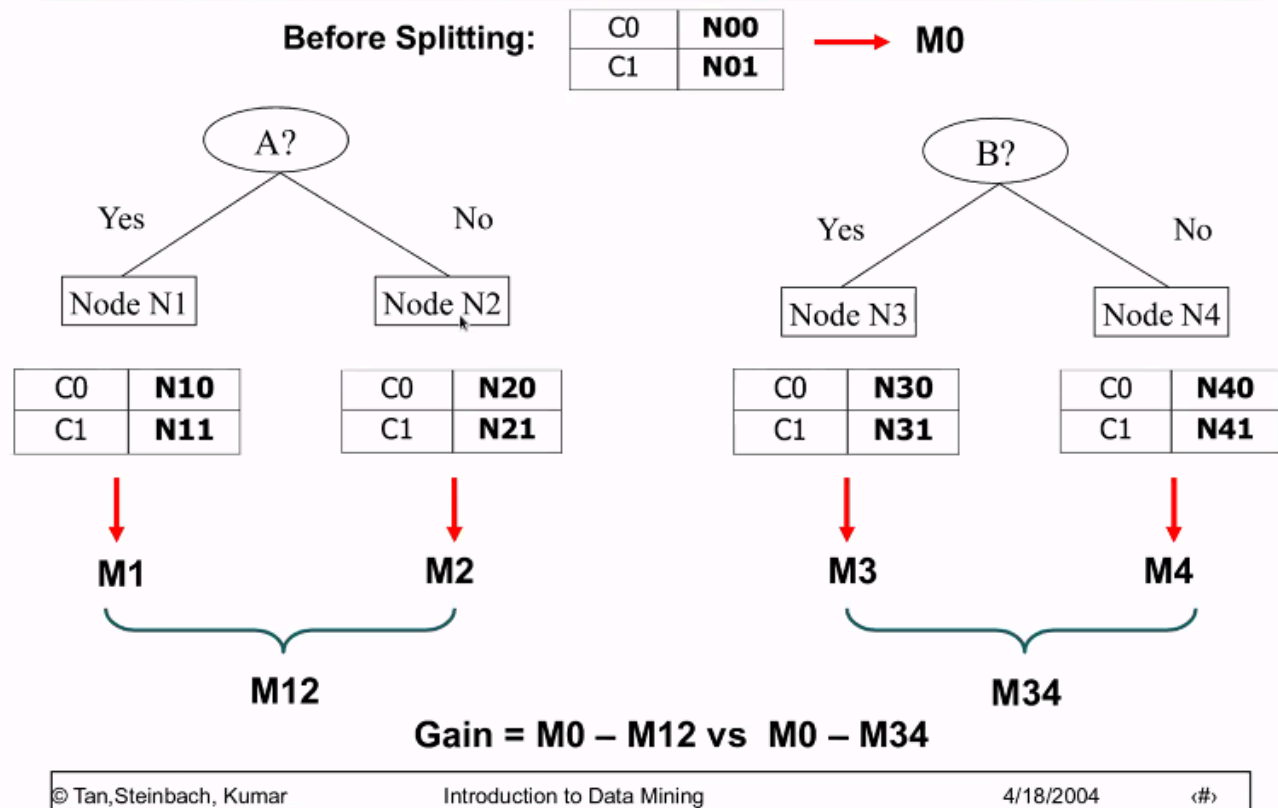 Before Splitting:
C0 N00
C1 N01
M0
A?
Yes No
Node N1
Node N2
C0 N10
C1 N11
C0 N20
C1 N21
M1
M2
M12
B?
Yes No
Node N3
Node N4
C0 N30
C1 N31
C0 N40
C1 N41
M3
M4
M34
Gain = M0 – M12 vs M0 – M34
© Tan,Steinbach, Kumar Introduction to Data Mining 4/18/2004 ‹#›